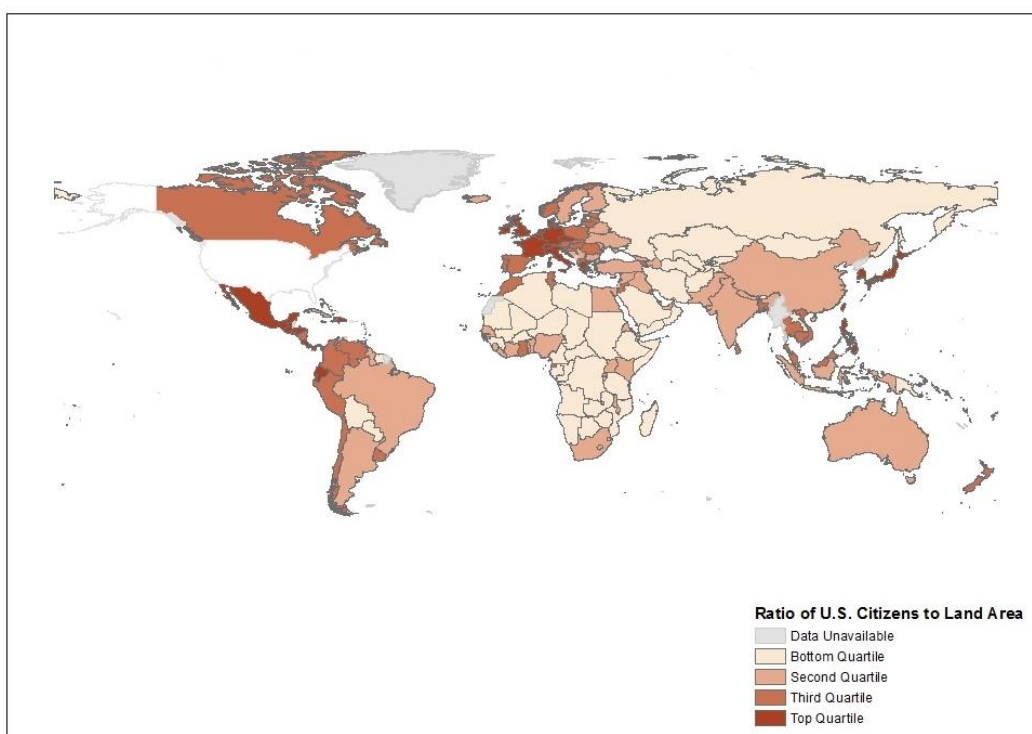 Ratio of U.S. Citizens to Land Area
Data Unavailable
Bottom Quartile
Second Quartile
Third Quartile
Top Quartile